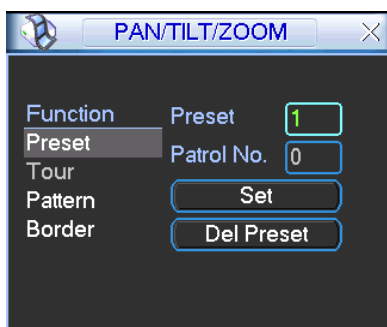 PAN/TILT/ZOOM
Function
Preset
Tour
Pattern
Border
Preset 1
Patrol No. 0
Set
Del Preset